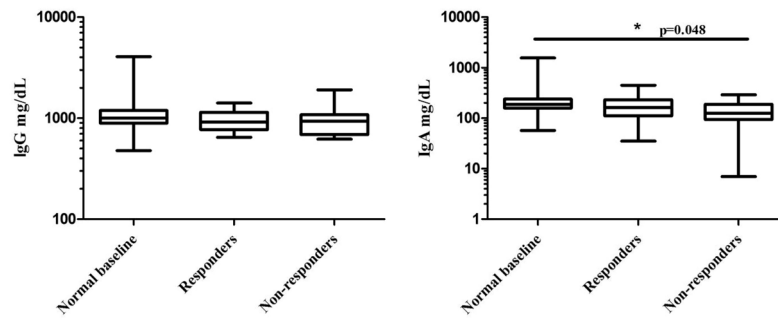 IgG mg/dL
10000
1000
100
Normal baseline
Responders
Non-responders
IgA mg/dL
10000
1000
100
10
1
* p=0.048
Normal baseline
Responders
Non-responders